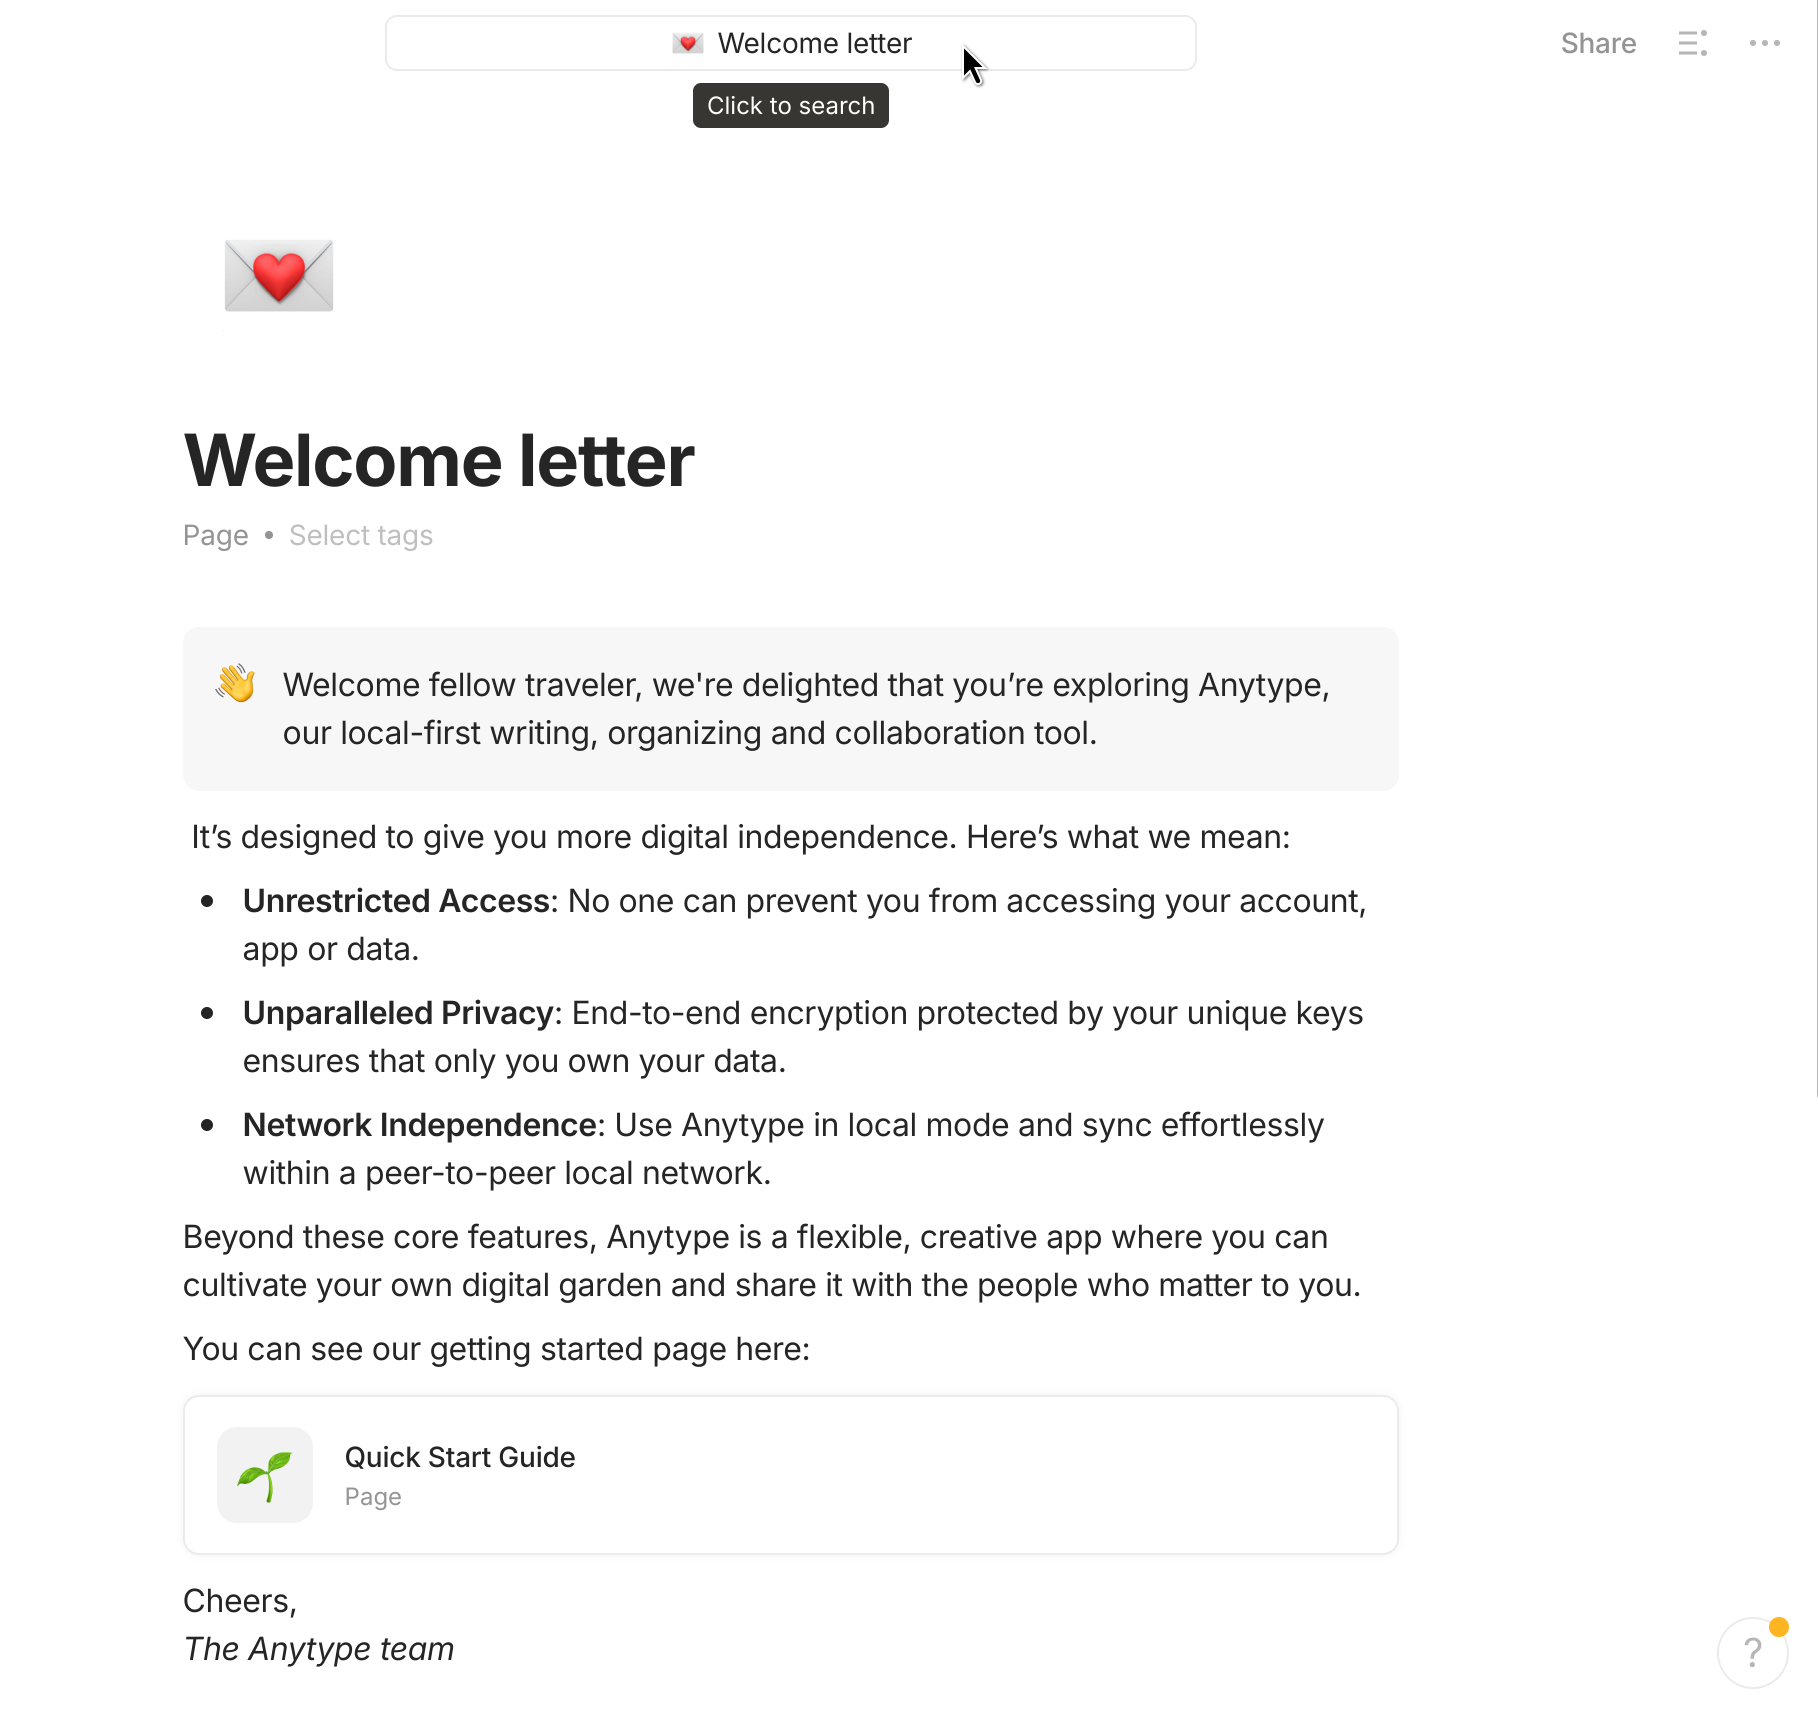 Welcome letter
Share
Click to search
Welcome letter
Page • Select tags
Welcome fellow traveler, we're delighted that you’re exploring Anytype,
our local-first writing, organizing and collaboration tool.
It’s designed to give you more digital independence. Here’s what we mean:
• Unrestricted Access: No one can prevent you from accessing your account,
app or data.
• Unparalleled Privacy: End-to-end encryption protected by your unique keys
ensures that only you own your data.
• Network Independence: Use Anytype in local mode and sync effortlessly
within a peer-to-peer local network.
Beyond these core features, Anytype is a flexible, creative app where you can
cultivate your own digital garden and share it with the people who matter to you.
You can see our getting started page here:
Quick Start Guide
Page
Cheers,
The Anytype team
?